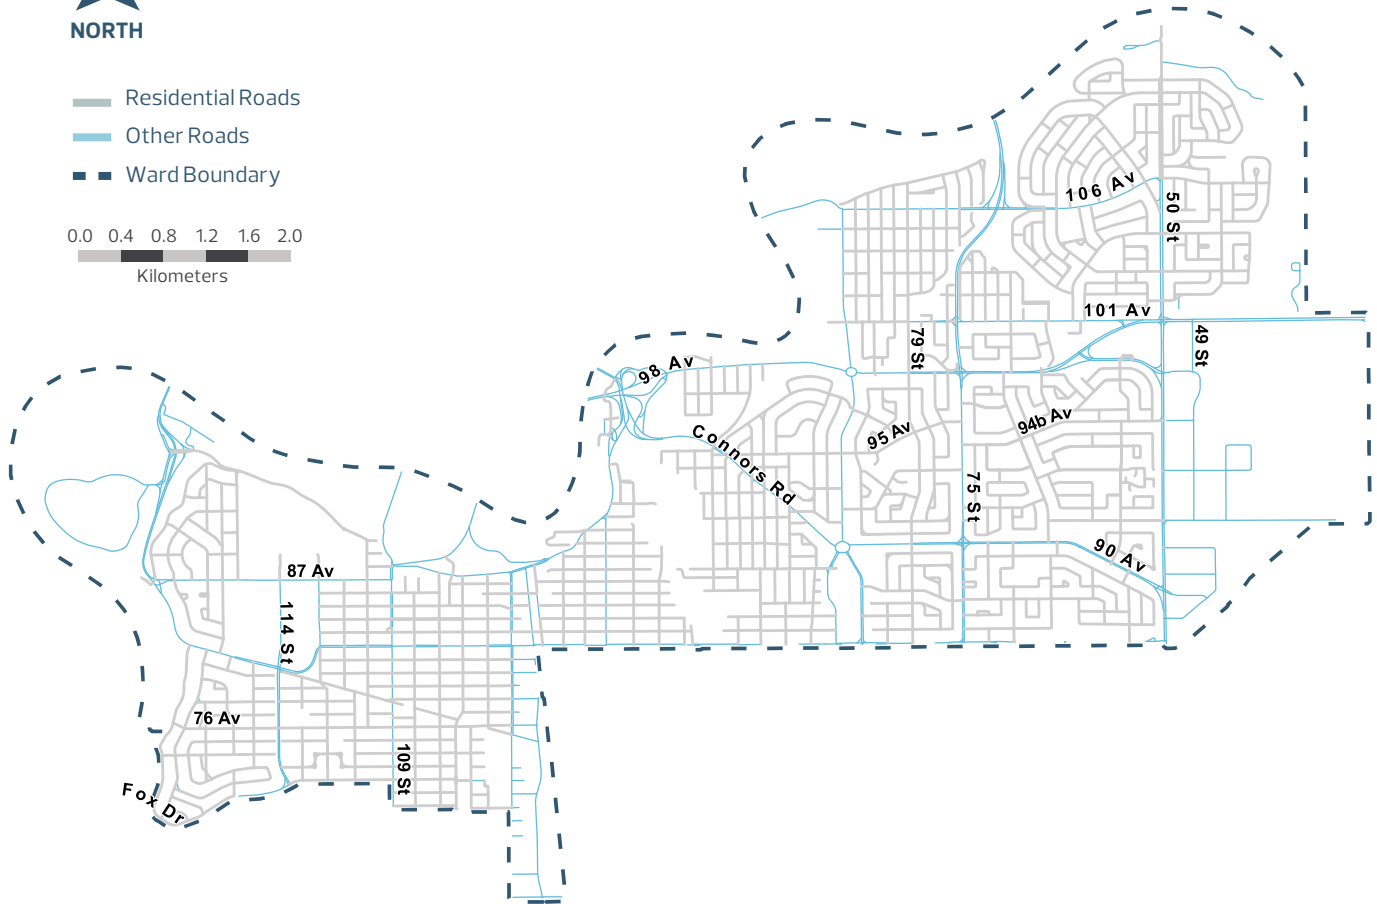 NORTH
Residential Roads
Other Roads
Ward Boundary
0.0 0.4 0.8 1.2 1.6 2.0
Kilometers
106 Av
50 St
101 Av
79 St
49 St
98 Av
95 Av
94b Av
Connors Rd
75 St
90 Av
87 Av
114 St
76 Av
109 St
Fox Dr